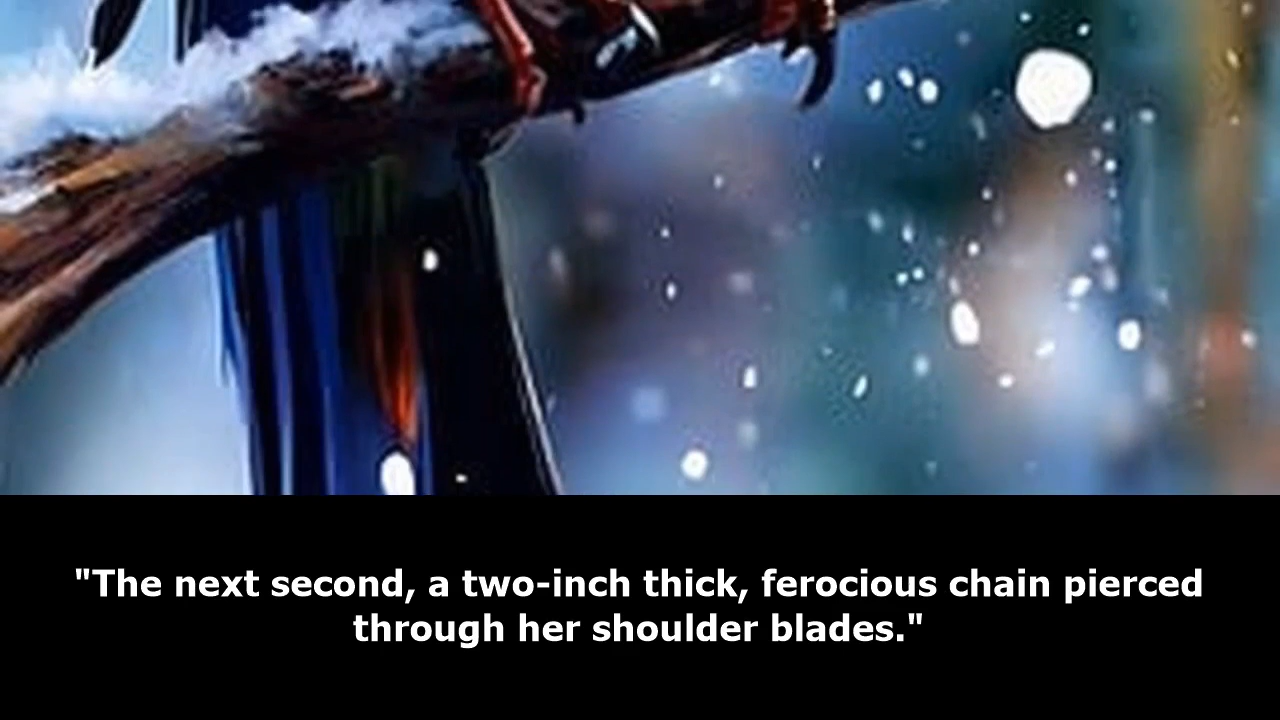 "The next second, a two-inch thick, ferocious chain pierced
through her shoulder blades."